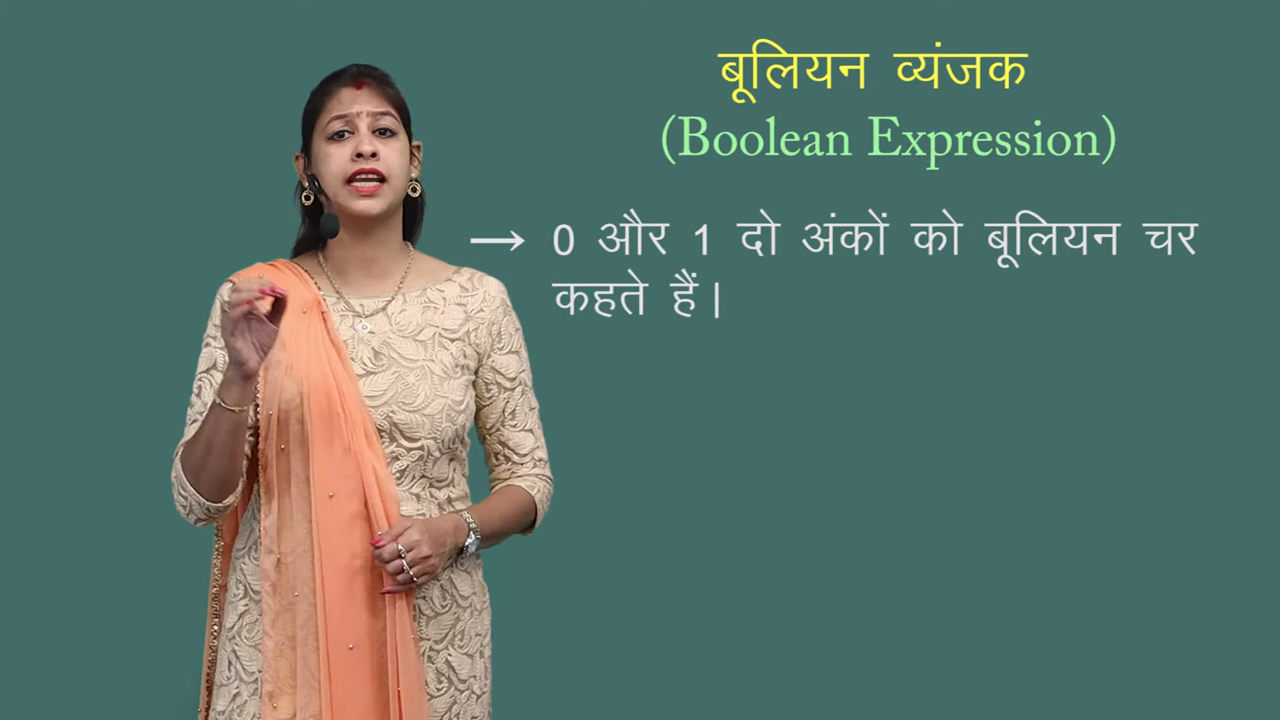 बूलियन व्यंजक
(Boolean Expression)
→ 0 और 1 दो अंकों को बूलियन चर
कहते हैं।